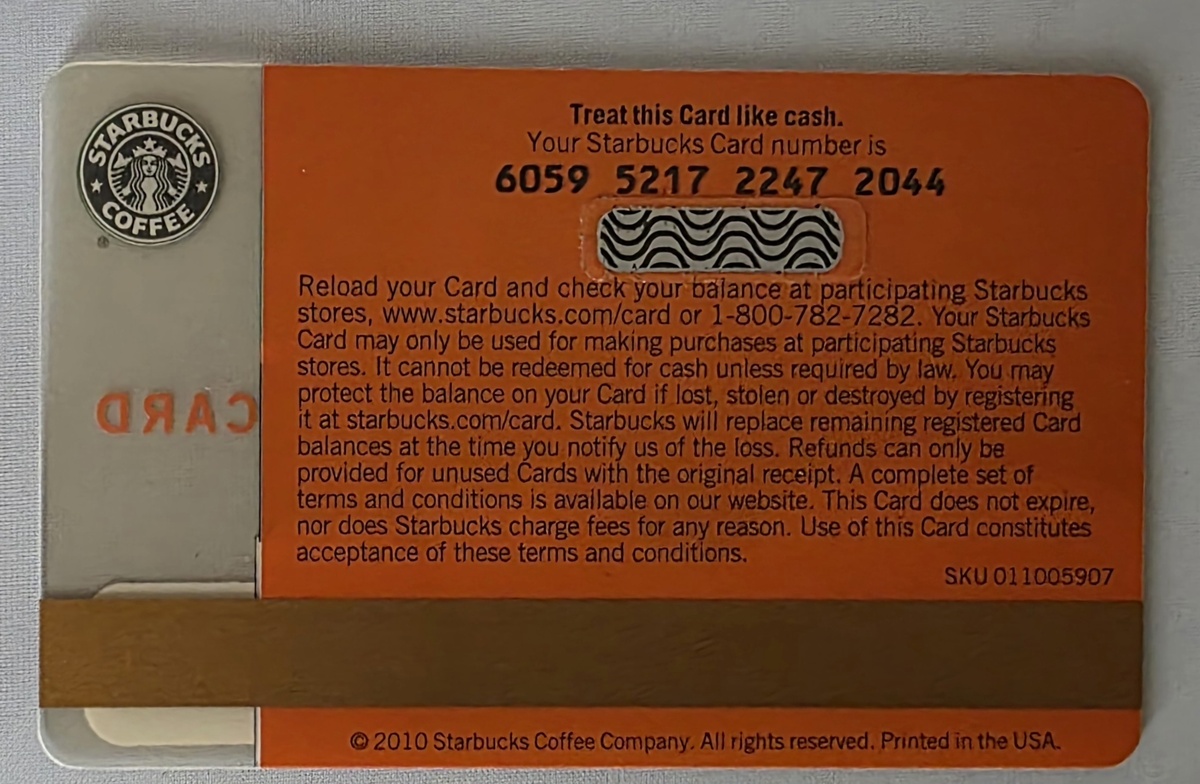 STARBUCKS
COFFEE
®
Treat this Card like cash.
Your Starbucks Card number is
6059 5217 2247 2044
Reload your Card and check your balance at participating Starbucks
stores, www.starbucks.com/card or 1-800-782-7282. Your Starbucks
Card may only be used for making purchases at participating Starbucks
stores. It cannot be redeemed for cash unless required by law. You may
protect the balance on your Card if lost, stolen or destroyed by registering
it at starbucks.com/card. Starbucks will replace remaining registered Card
balances at the time you notify us of the loss. Refunds can only be
provided for unused Cards with the original receipt. A complete set of
terms and conditions is available on our website. This Card does not expire,
nor does Starbucks charge fees for any reason. Use of this Card constitutes
acceptance of these terms and conditions.
SKU 011005907
CARD
© 2010 Starbucks Coffee Company. All rights reserved. Printed in the USA.